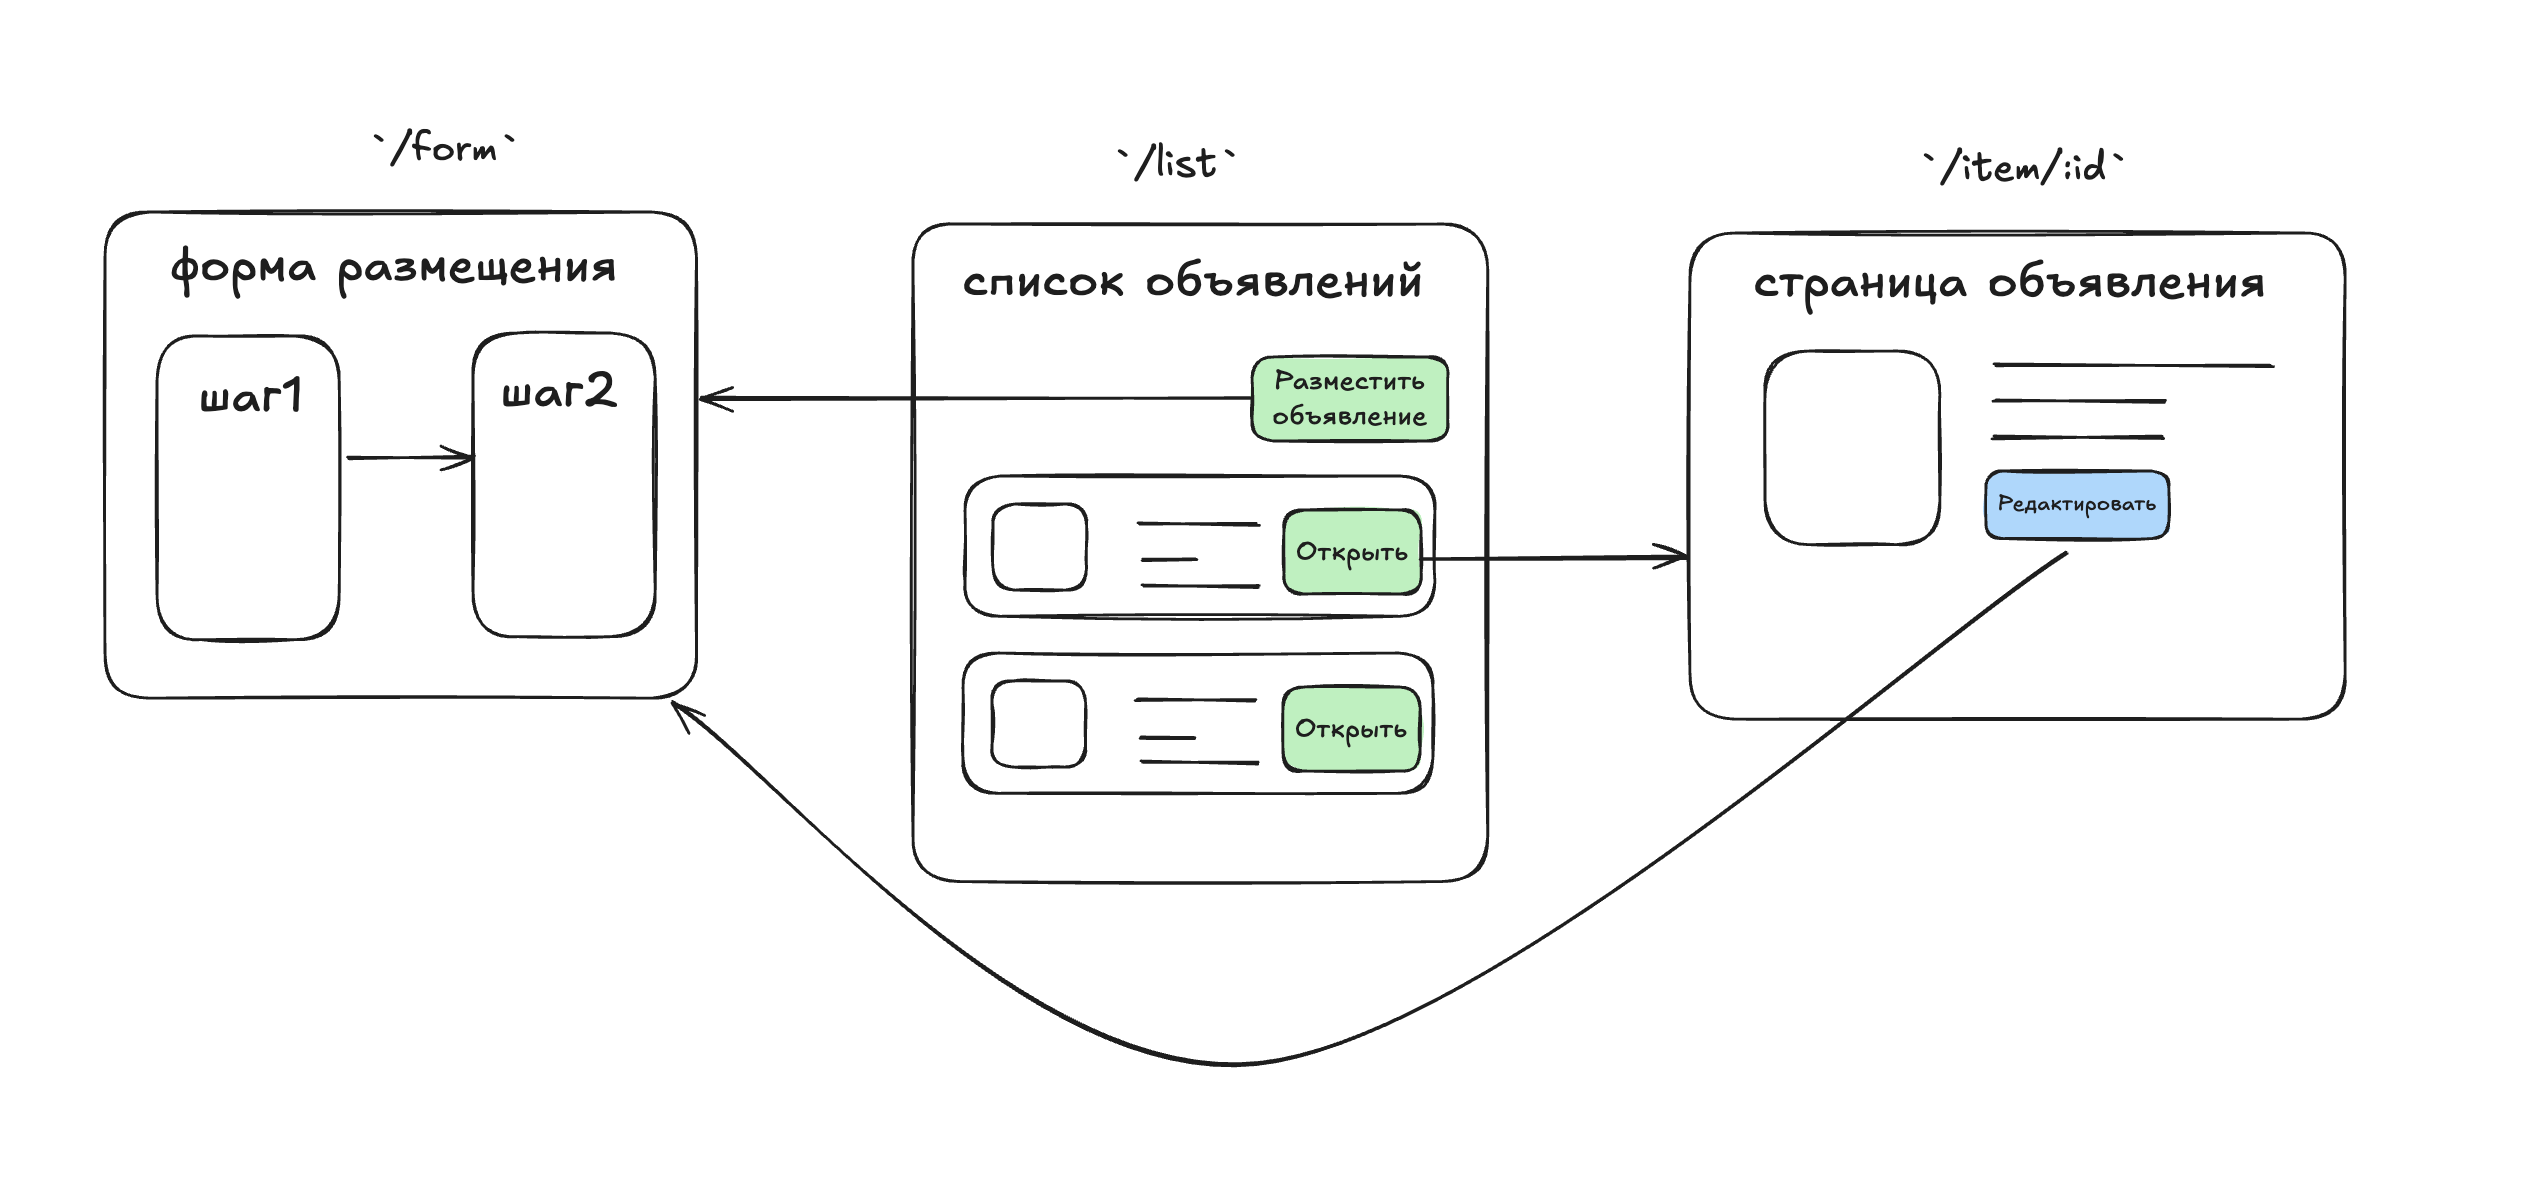 `/form`
форма размещения
шаг1
шаг2
`/list`
список объявлений
Разместить
объявление
Открыть
Открыть
`/item/:id`
страница объявления
Редактировать